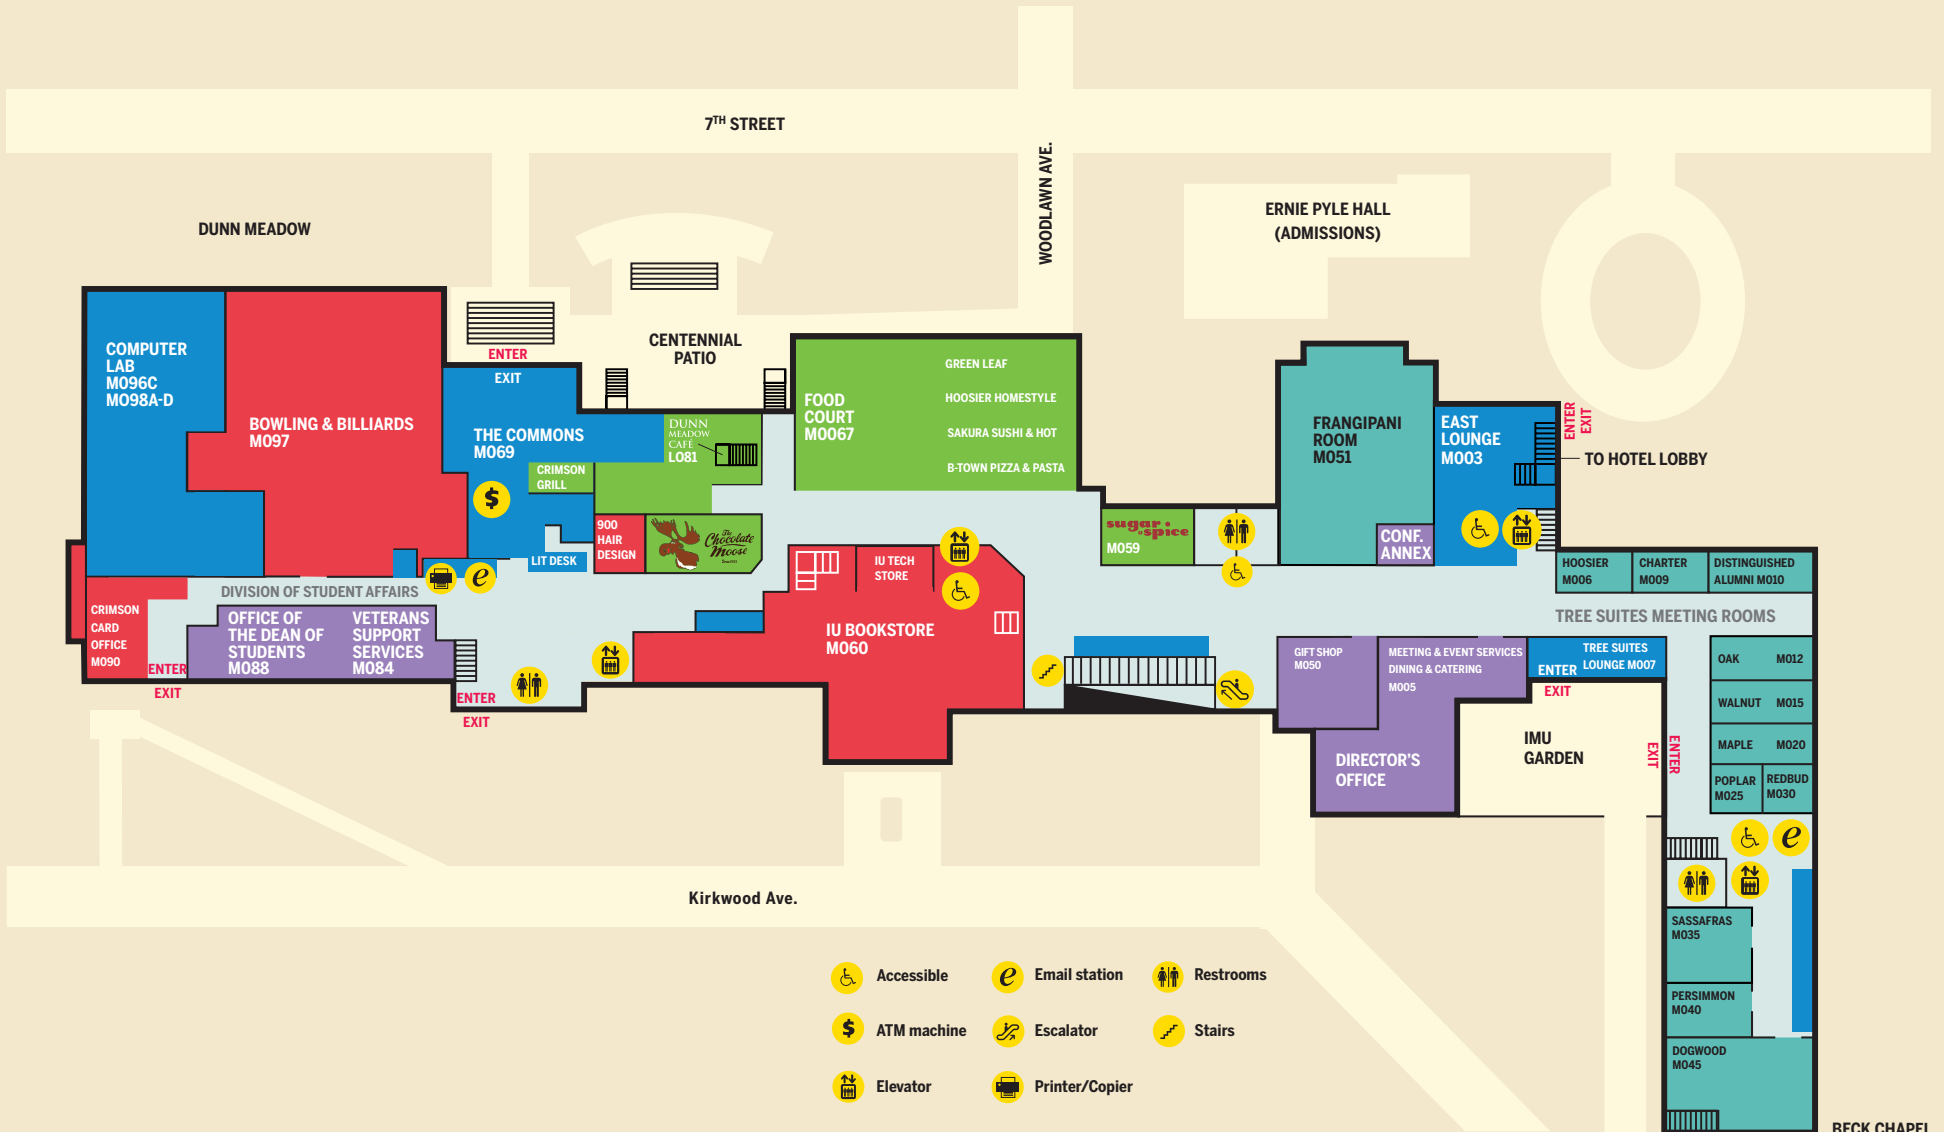 7TH STREET
WOODLAWN AVE.
DUNN MEADOW
ERNIE PYLE HALL
(ADMISSIONS)
CENTENNIAL
PATIO
ENTER
EXIT
COMPUTER
LAB
M096C
M098A-D
BOWLING & BILLIARDS
M097
THE COMMONS
M069
CRIMSON
GRILL
DUNN
MEADOW
CAFÉ
L081
$
900
HAIR
DESIGN
The
Chocolate
Moose
LIT DESK
FOOD
COURT
M0067
GREEN LEAF
HOOSIER HOMESTYLE
SAKURA SUSHI & HOT
B-TOWN PIZZA & PASTA
sugar & spice
M059
FRANGIPANI
ROOM
M051
CONF.
ANNEX
EAST
LOUNGE
M003
ENTER
EXIT
TO HOTEL LOBBY
HOOSIER
M006
CHARTER
M009
DISTINGUISHED
ALUMNI M010
TREE SUITES MEETING ROOMS
DIVISION OF STUDENT AFFAIRS
e
CRIMSON
CARD
OFFICE
M090
ENTER
EXIT
OFFICE OF
THE DEAN OF
STUDENTS
M088
VETERANS
SUPPORT
SERVICES
M084
ENTER
EXIT
IU TECH
STORE
IU BOOKSTORE
M060
GIFT SHOP
M050
MEETING & EVENT SERVICES
DINING & CATERING
M005
DIRECTOR'S
OFFICE
TREE SUITES
LOUNGE M007
ENTER
EXIT
IMU
GARDEN
EXIT
ENTER
OAK M012
WALNUT M015
MAPLE M020
POPLAR
M025
REDBUD
M030
e
SASSAFRAS
M035
PERSIMMON
M040
DOGWOOD
M045
BECK CHAPEL
Kirkwood Ave.
Accessible
e Email station
Restrooms
$ ATM machine
Escalator
Stairs
Elevator
Printer/Copier